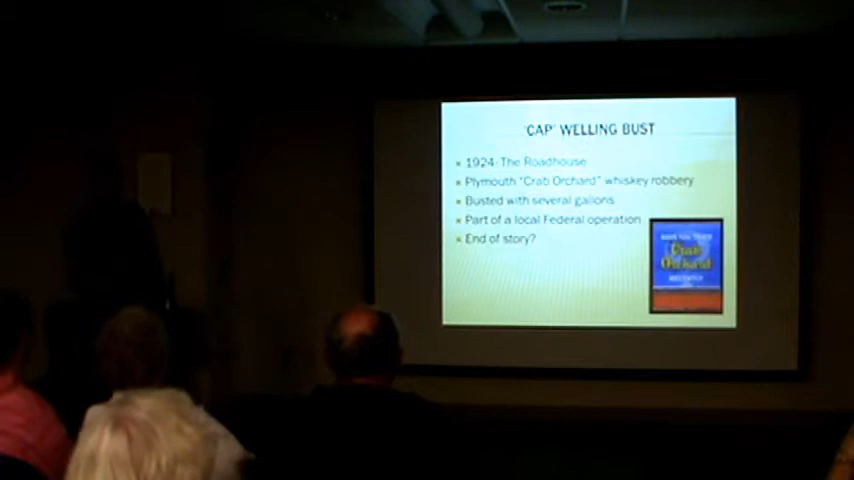 'CAP' WELLING BUST
1924- The Roadhouse
Plymouth "Crab Orchard" whiskey robbery
Busted with several gallons
Part of a local Federal operation
End of story?
Crab
Orchard